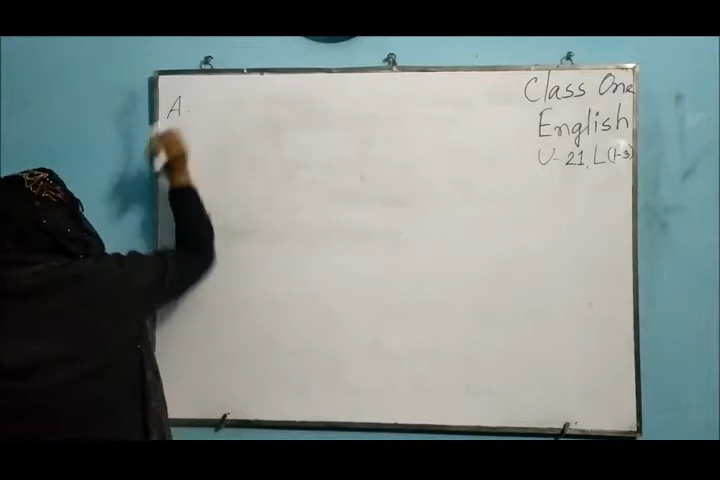 A.
Class One
English
U-21, L(1-3)